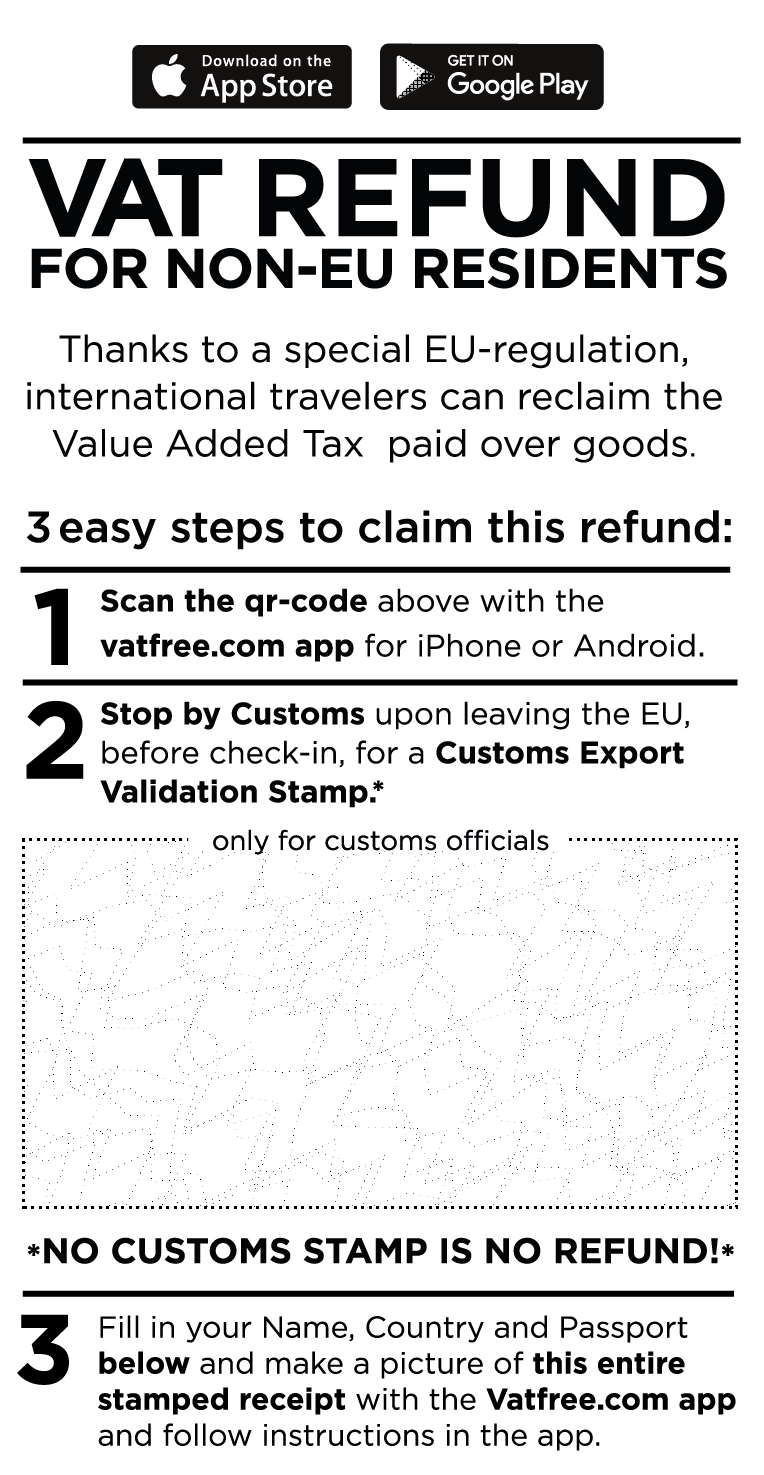 Download on the
App Store
GET IT ON
Google Play
VAT REFUND
FOR NON-EU RESIDENTS
Thanks to a special EU-regulation,
international travelers can reclaim the
Value Added Tax  paid over goods.
3 easy steps to claim this refund:
1
Scan the qr-code above with the
vatfree.com app for iPhone or Android.
2
Stop by Customs upon leaving the EU,
before check-in, for a Customs Export
Validation Stamp.*
only for customs officials
*NO CUSTOMS STAMP IS NO REFUND!*
3
Fill in your Name, Country and Passport
below and make a picture of this entire
stamped receipt with the Vatfree.com app
and follow instructions in the app.